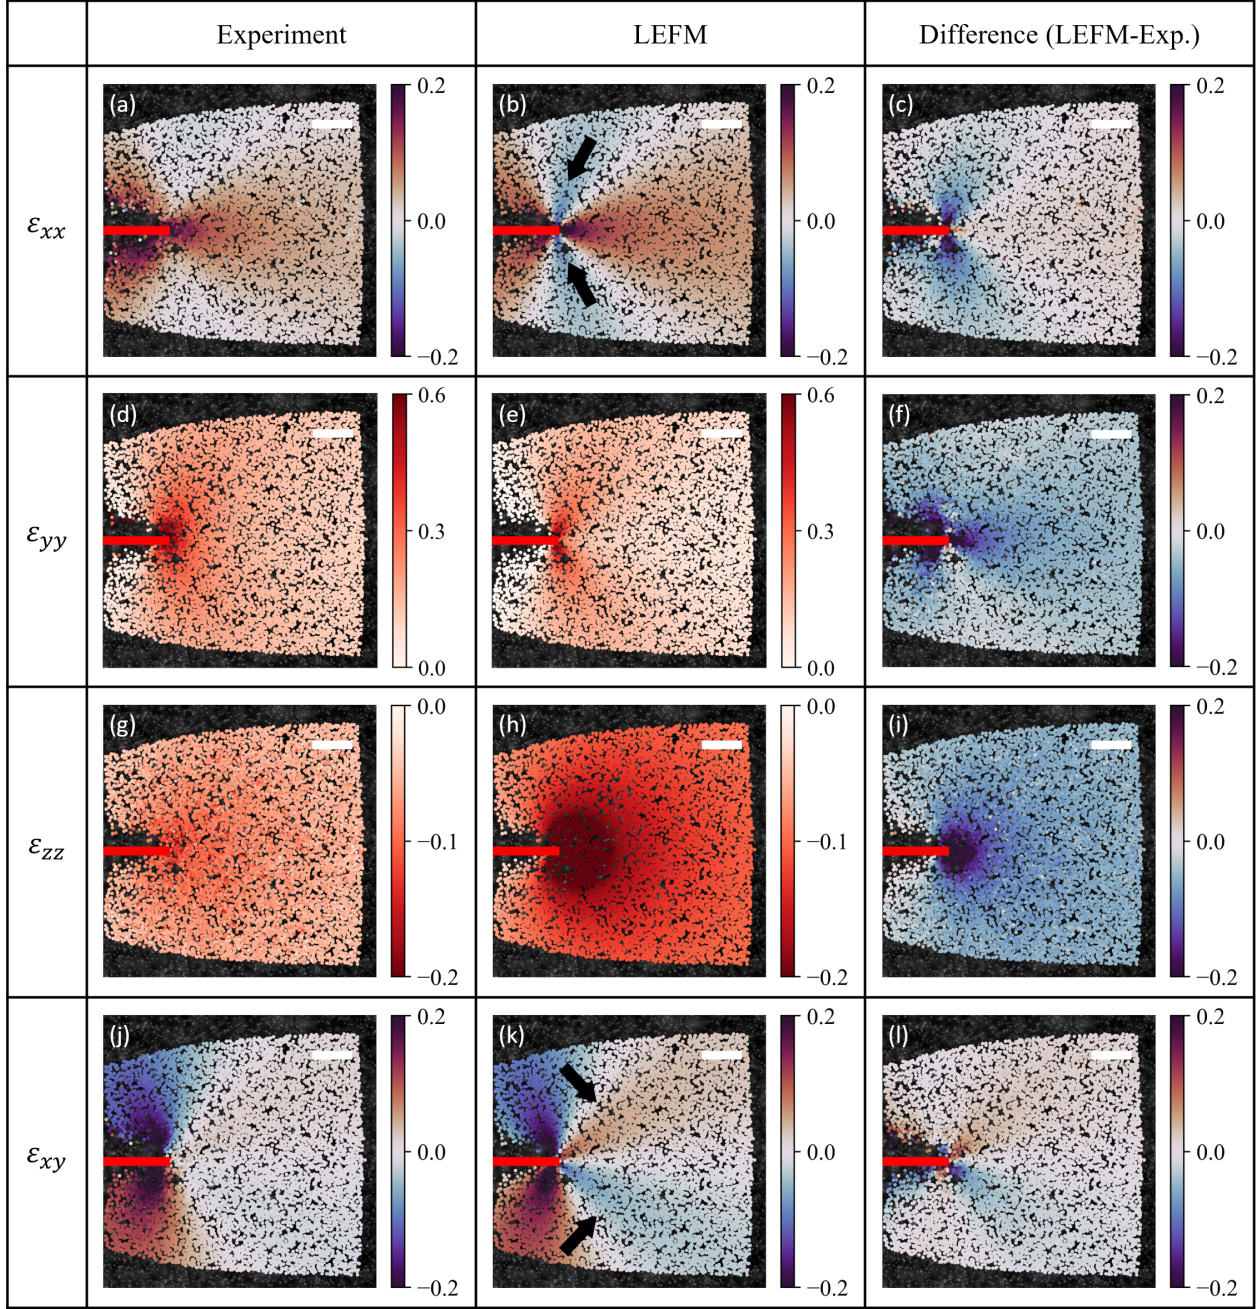 Experiment LEFM Difference (LEFM-Exp.)
ε_xx (a) 0.2 0.0 −0.2 (b) 0.2 0.0 −0.2 (c) 0.2 0.0 −0.2
ε_yy (d) 0.6 0.3 0.0 (e) 0.6 0.3 0.0 (f) 0.2 0.0 −0.2
ε_zz (g) 0.0 −0.1 −0.2 (h) 0.0 −0.1 −0.2 (i) 0.2 0.0 −0.2
ε_xy (j) 0.2 0.0 −0.2 (k) 0.2 0.0 −0.2 (l) 0.2 0.0 −0.2